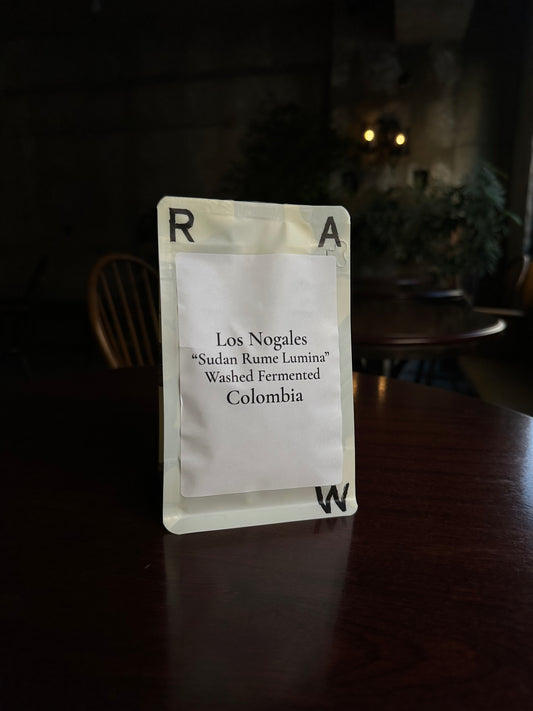 R A
Los Nogales
“Sudan Rume Lumina”
Washed Fermented
Colombia
W